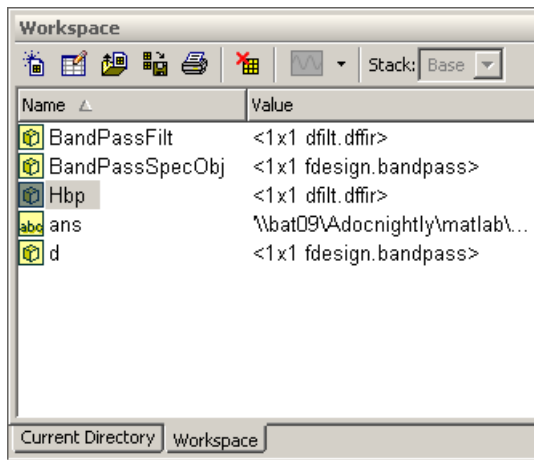 Workspace
Stack: Base
Name Value
BandPassFilt <1x1 dfilt.dffir>
BandPassSpecObj <1x1 fdesign.bandpass>
Hbp <1x1 dfilt.dffir>
abc ans '\\bat09\Adocnightly\matlab\...
d <1x1 fdesign.bandpass>
Current Directory Workspace